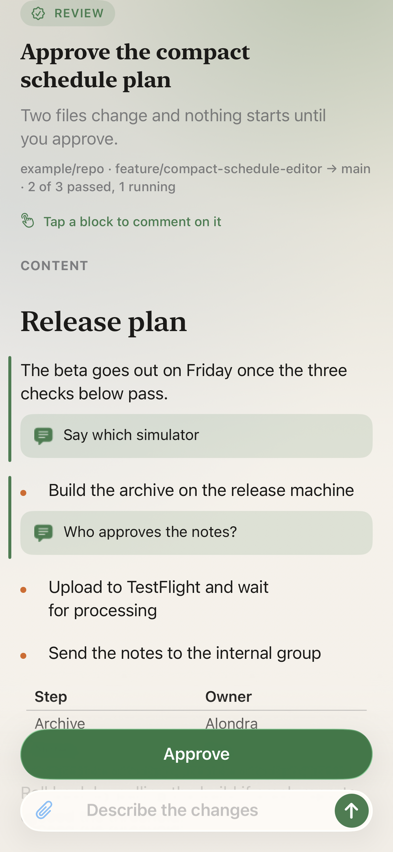 REVIEW
Approve the compact
schedule plan
Two files change and nothing starts until
you approve.
example/repo · feature/compact-schedule-editor → main
· 2 of 3 passed, 1 running
Tap a block to comment on it
CONTENT
Release plan
The beta goes out on Friday once the three
checks below pass.
Say which simulator
• Build the archive on the release machine
Who approves the notes?
• Upload to TestFlight and wait
for processing
• Send the notes to the internal group
Step Owner
Archive Alondra
Approve
Describe the changes